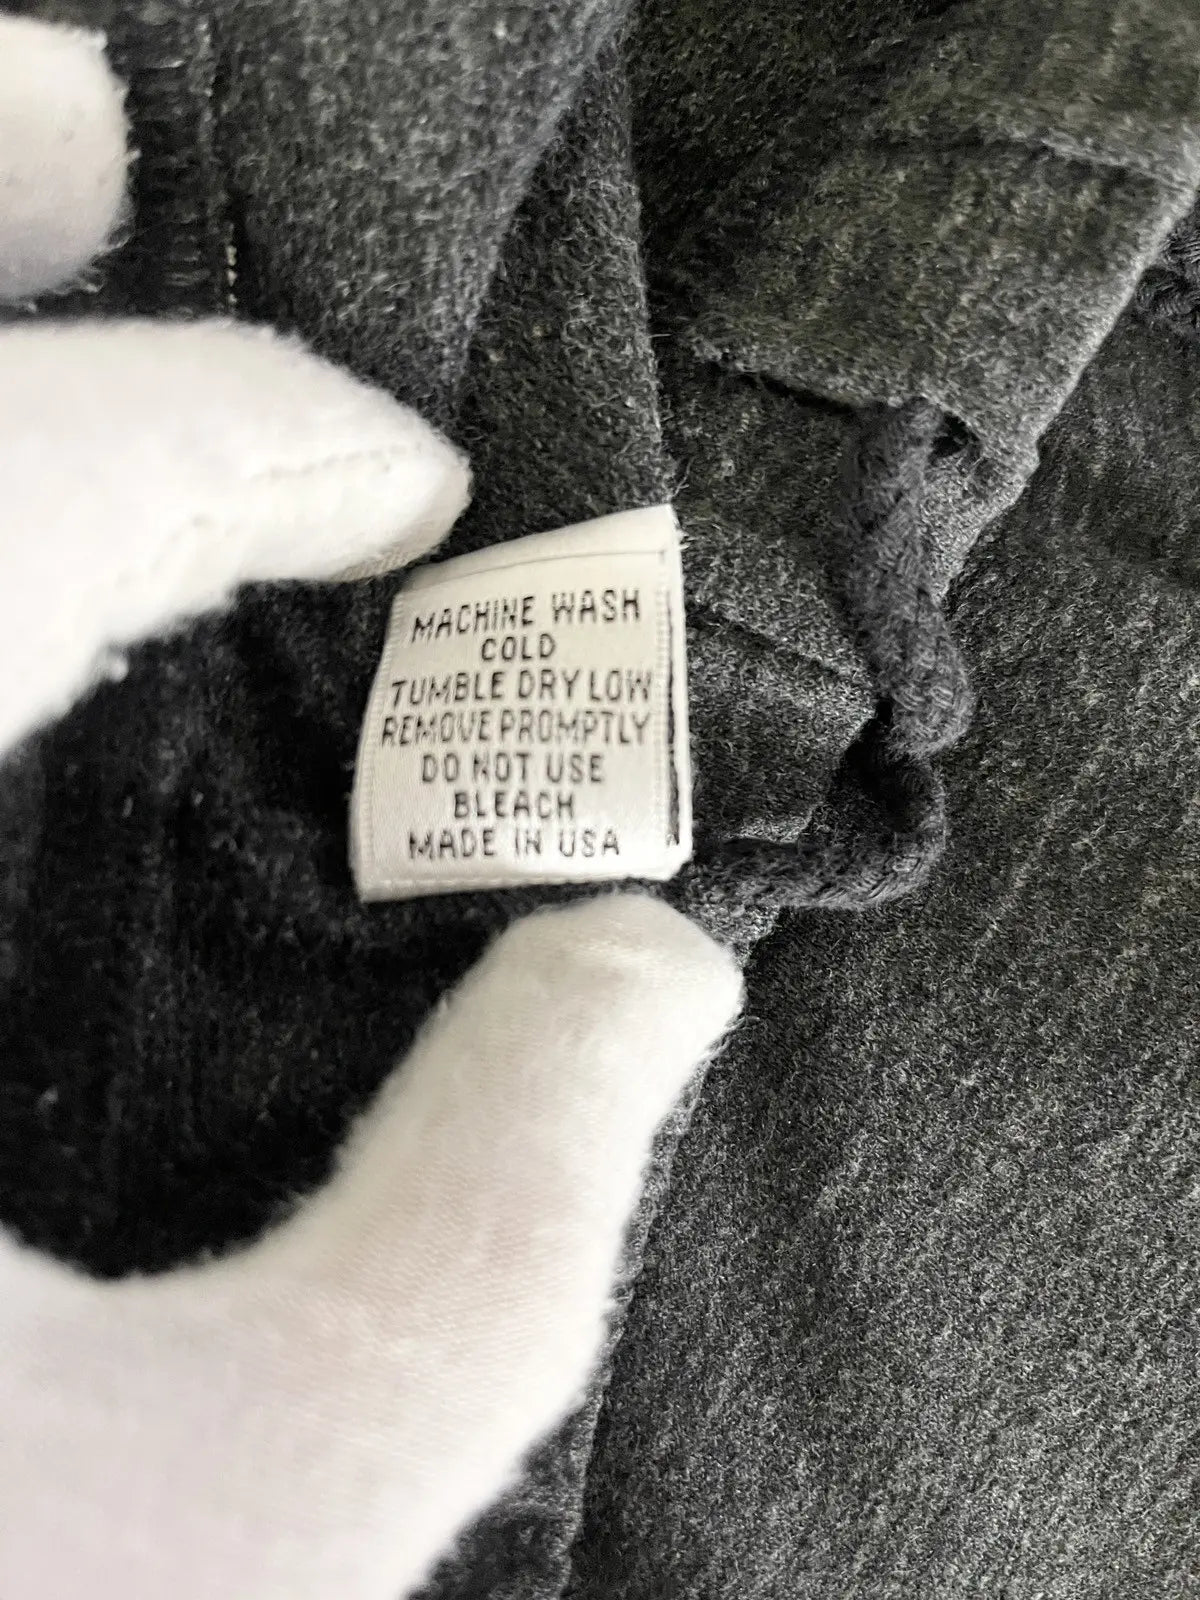 MACHINE WASH
COLD
TUMBLE DRY LOW
REMOVE PROMPTLY
DO NOT USE
BLEACH
MADE IN USA